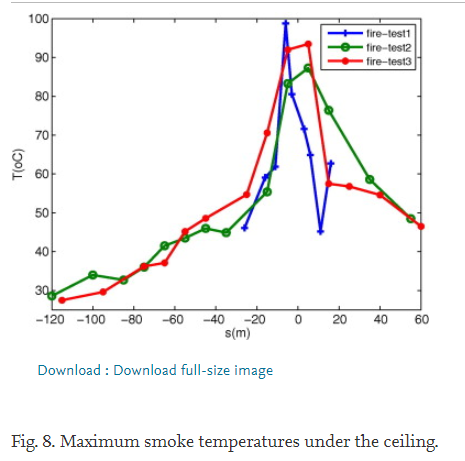 100
90
80
70
60
50
40
30
T(oC)
-120 -100 -80 -60 -40 -20 0 20 40 60
s(m)
fire-test1
fire-test2
fire-test3
Download : Download full-size image
Fig. 8. Maximum smoke temperatures under the ceiling.